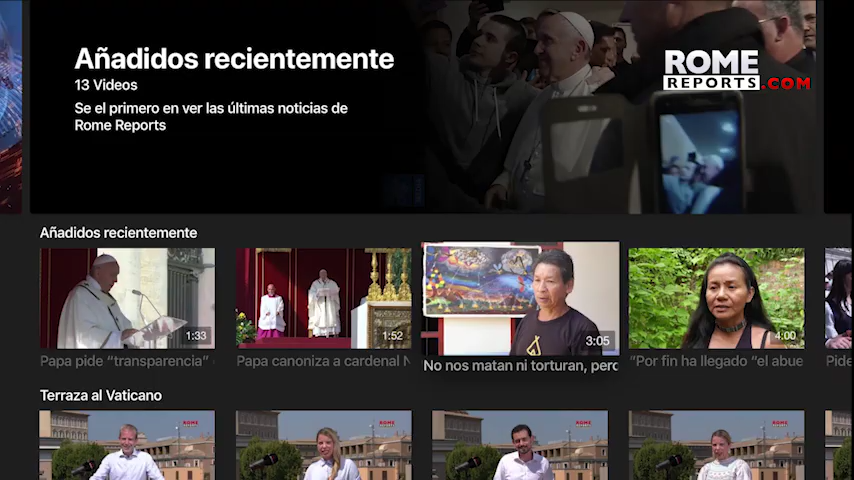 Añadidos recientemente
13 Videos
Se el primero en ver las últimas noticias de
Rome Reports
ROME
REPORTS.COM
Añadidos recientemente
1:33
1:52
3:05
4:00
Papa pide “transparencia”
Papa canoniza a cardenal N
No nos matan ni torturan, pero
"Por fin ha llegado “el abue
Pide
Terraza al Vaticano